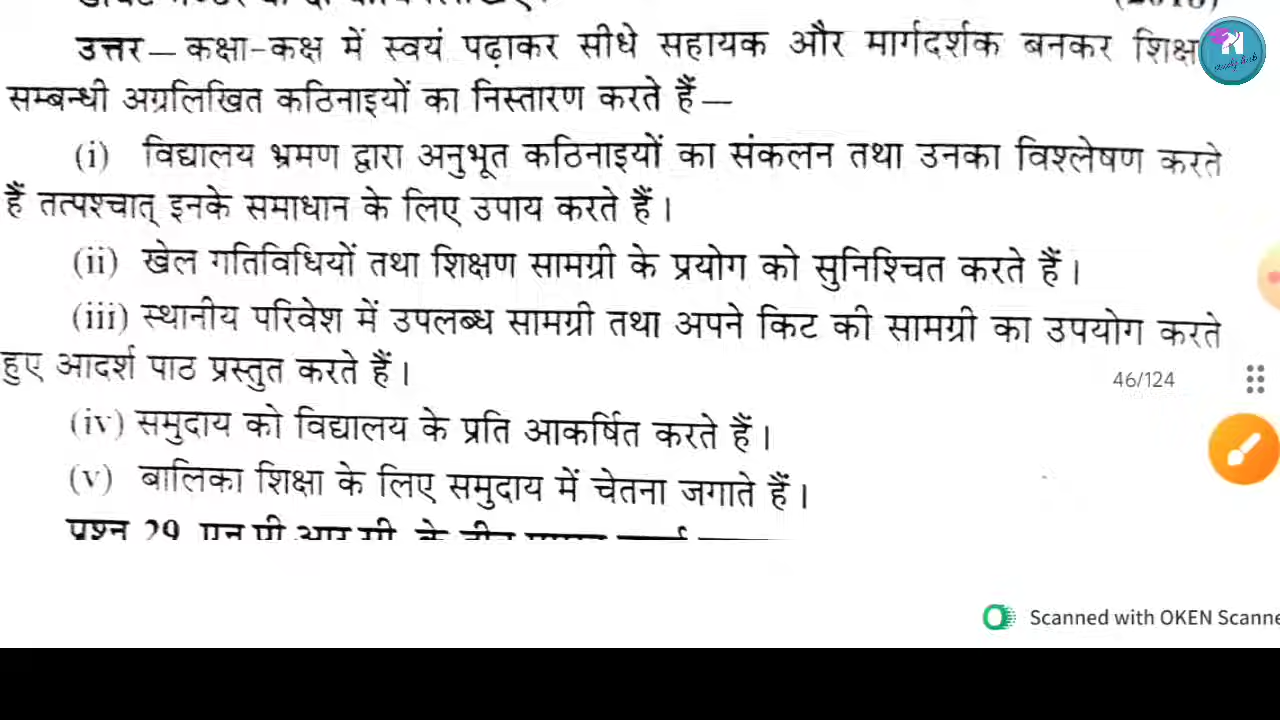 उत्तर — कक्षा-कक्ष में स्वयं पढ़ाकर सीधे सहायक और मार्गदर्शक बनकर
सम्बन्धी अग्रलिखित कठिनाइयों का निस्तारण करते हैं —
(i) विद्यालय भ्रमण द्वारा अनुभूत कठिनाइयों का संकलन तथा उनका विश्लेषण करते
हैं तत्पश्चात् इनके समाधान के लिए उपाय करते हैं।
(ii) खेल गतिविधियों तथा शिक्षण सामग्री के प्रयोग को सुनिश्चित करते हैं।
(iii) स्थानीय परिवेश में उपलब्ध सामग्री तथा अपने किट की सामग्री का उपयोग करते
हुए आदर्श पाठ प्रस्तुत करते हैं।
46/124
(iv) समुदाय को विद्यालय के प्रति आकर्षित करते हैं।
(v) बालिका शिक्षा के लिए समुदाय में चेतना जगाते हैं।
प्रश्न 29
Scanned with OKEN Scanne